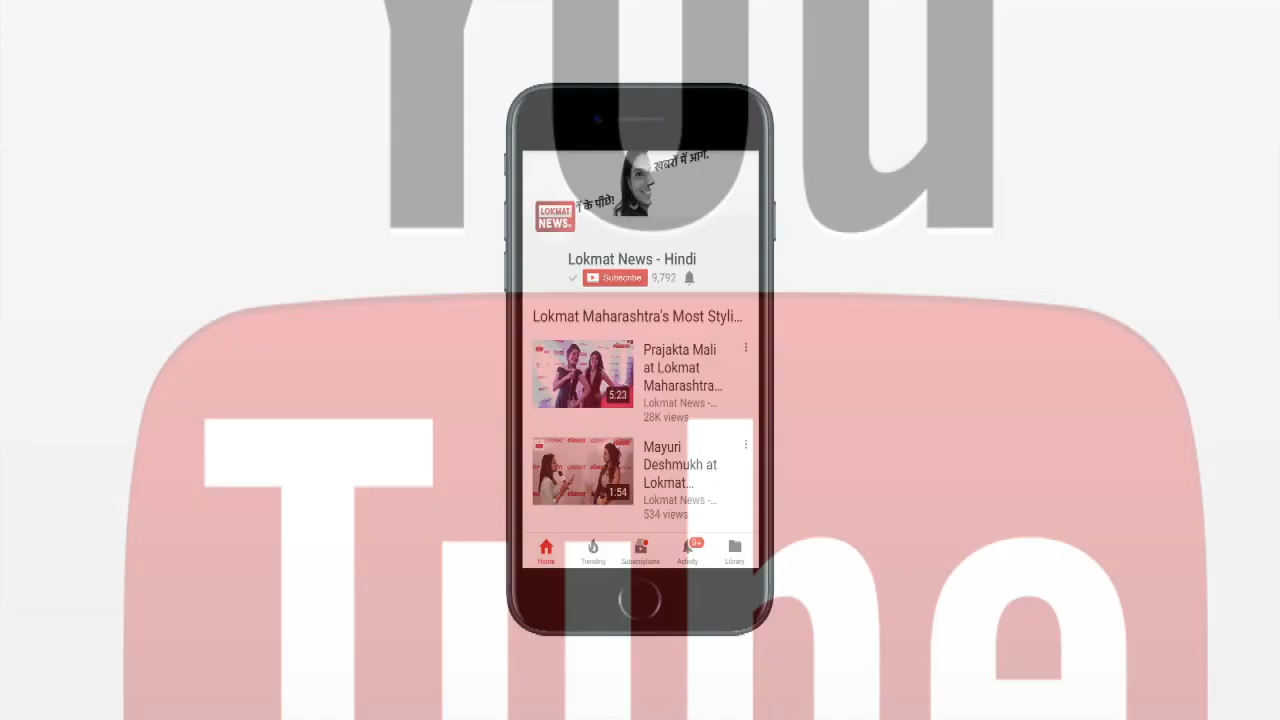 You
Tube
खबरों में आगे,
के पीछे!
LOKMAT
NEWS
Lokmat News - Hindi
Subscribe 9,792
Lokmat Maharashtra's Most Styli...
Prajakta Mali
at Lokmat
Maharashtra...
Lokmat News -...
28K views
5:23
Mayuri
Deshmukh at
Lokmat...
Lokmat News -...
534 views
1:54
9+
Home Trending Subscriptions Activity Library